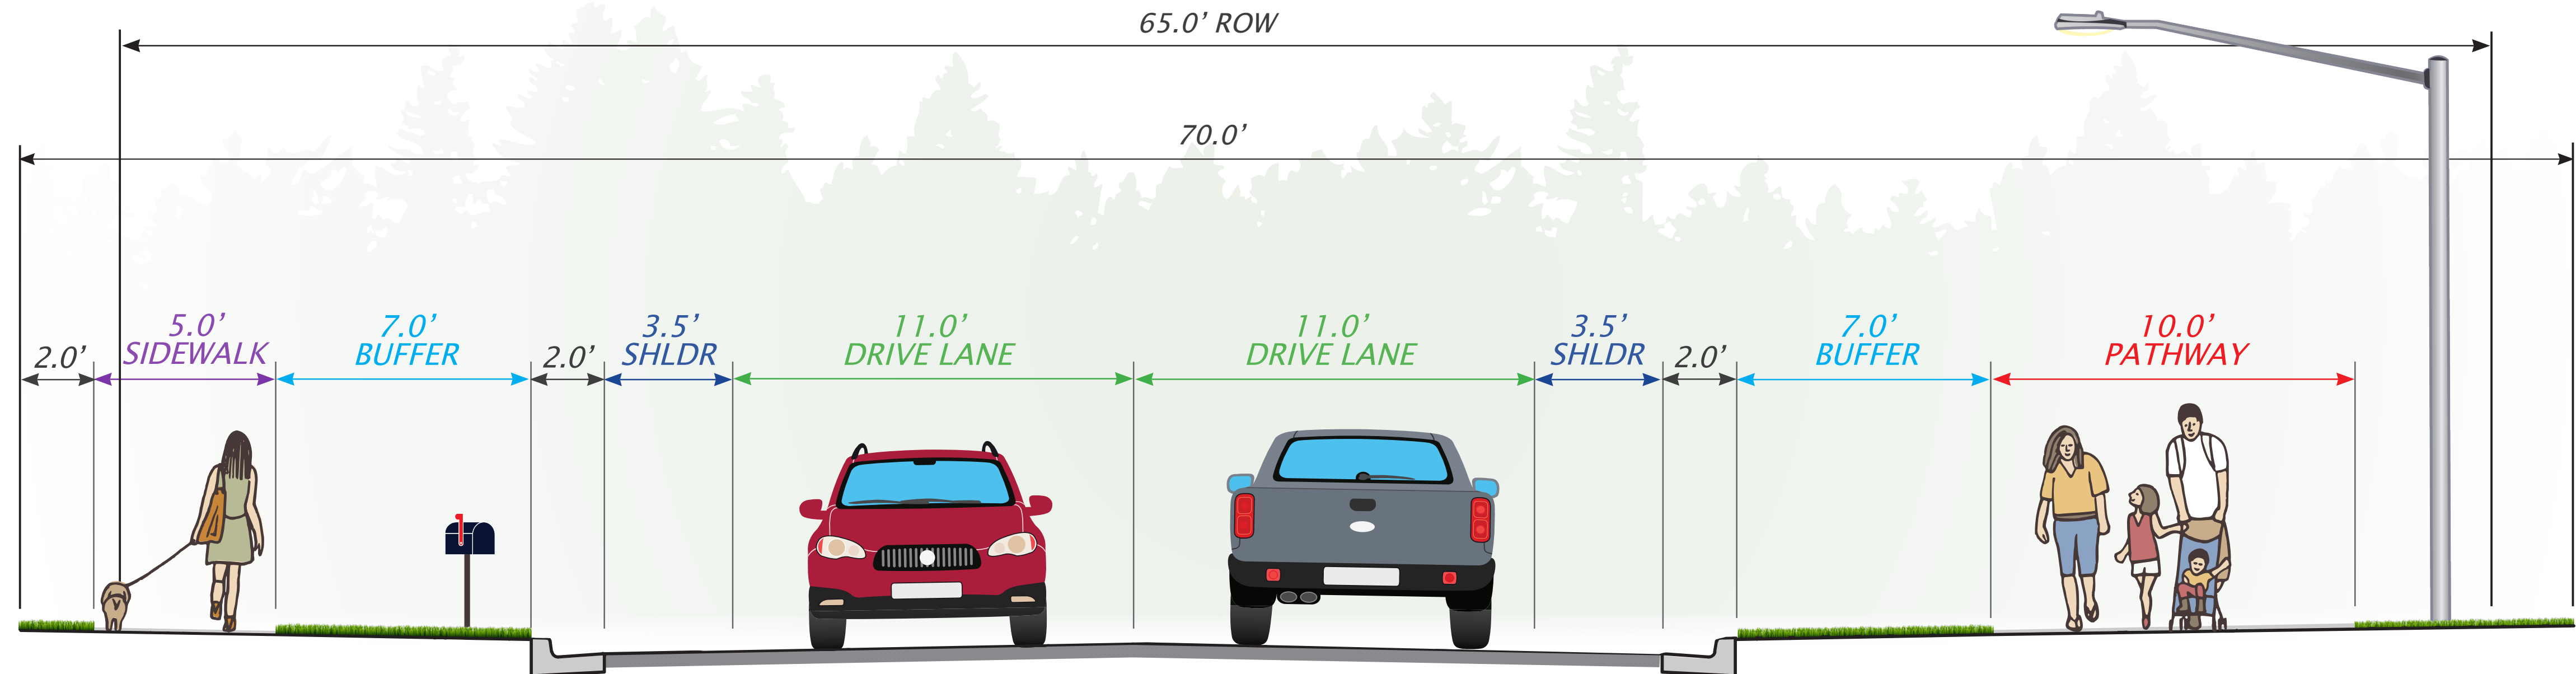 65.0’ ROW
70.0’
2.0’
5.0’
SIDEWALK
7.0’
BUFFER
2.0’
3.5’
SHLDR
11.0’
DRIVE LANE
11.0’
DRIVE LANE
3.5’
SHLDR
2.0’
7.0’
BUFFER
10.0’
PATHWAY